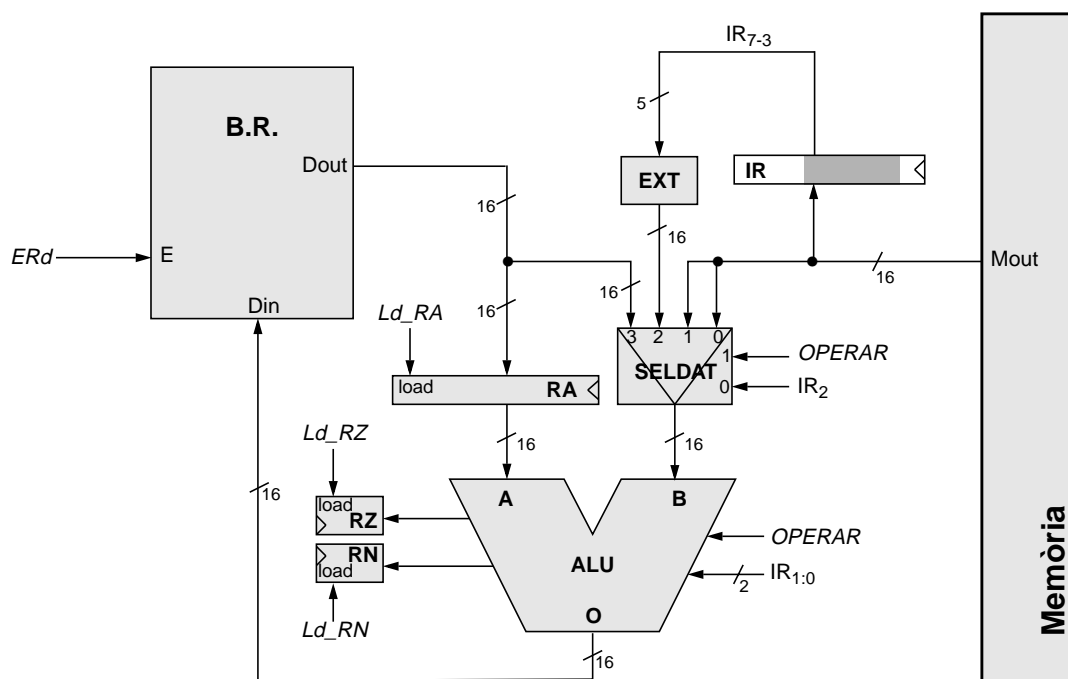 IR7-3
5
B.R.
Dout
EXT
IR
16
16
ERd
E
16
Mout
Din
16
16
Ld_RA
3 2 1 0
1
OPERAR
SELDAT
load
RA
0
IR2
Ld_RZ
16
16
16
A
B
load
RZ
OPERAR
RN
load
ALU
IR1:0
2
O
Ld_RN
16
Memòria